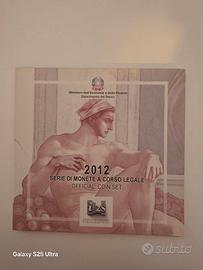 Ministero dell'Economia e delle Finanze
Dipartimento del Tesoro
2012
SERIE DI MONETE A CORSO LEGALE
OFFICIAL COIN SET
Galaxy S25 Ultra
subito